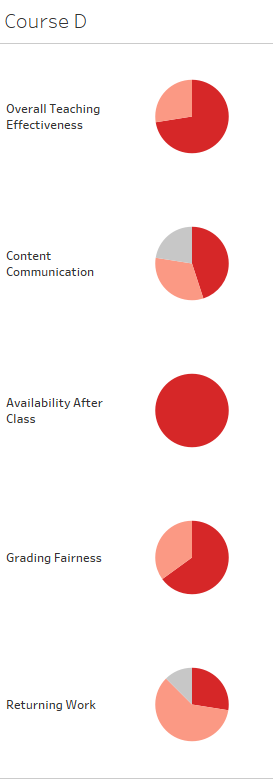 Course D
Overall Teaching
Effectiveness
Content
Communication
Availability After
Class
Grading Fairness
Returning Work